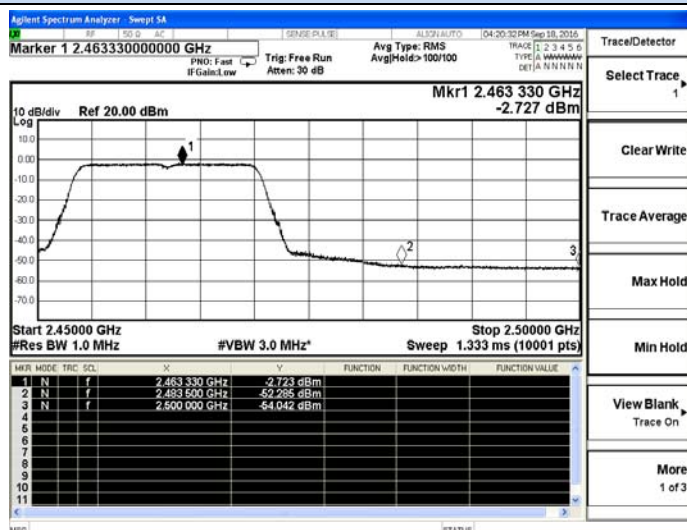 Agilent Spectrum Analyzer - Swept SA
RF 50 Ω AC SENSE:PULSE ALIGN AUTO 04:20:32 PM Sep 18, 2016
Marker 1 2.463330000000 GHz
PNO: Fast
IFGain:Low
Trig: Free Run
Atten: 30 dB
Avg Type: RMS
Avg|Hold:>100/100
TRACE 1 2 3 4 5 6
TYPE A WWWWW
DET A N N N N N
Trace/Detector
Mkr1 2.463 330 GHz
-2.727 dBm
10 dB/div Ref 20.00 dBm
Log
10.0
0.00
-10.0
-20.0
-30.0
-40.0
-50.0
-60.0
-70.0
1
2
3
Start 2.45000 GHz Stop 2.50000 GHz
#Res BW 1.0 MHz #VBW 3.0 MHz* Sweep 1.333 ms (10001 pts)
MKR MODE TRC SCL X Y FUNCTION FUNCTION WIDTH FUNCTION VALUE
1 N f 2.463 330 GHz -2.723 dBm
2 N f 2.483 500 GHz -52.285 dBm
3 N f 2.500 000 GHz -54.042 dBm
4
5
6
7
8
9
10
11
MSG STATUS
Select Trace
1
Clear Write
Trace Average
Max Hold
Min Hold
View Blank
Trace On
More
1 of 3